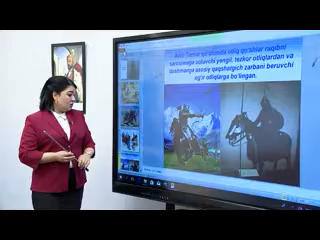 Amir Temur qo'shinida otliq qo'shinlar raqibni
sarosimaga soluvchi yengil, tezkor otliqlardan va
dushmanga asosiy qaqshatgich zarbani beruvchi
og'ir otliqlarga bo'lingan.